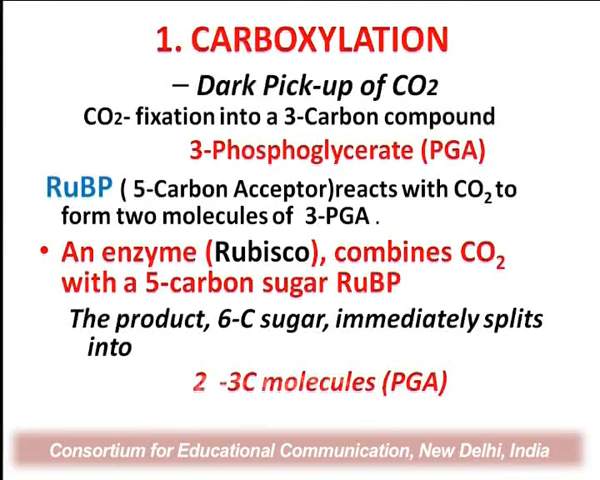 1. CARBOXYLATION
– Dark Pick-up of CO2
CO2- fixation into a 3-Carbon compound
3-Phosphoglycerate (PGA)
RuBP ( 5-Carbon Acceptor)reacts with CO2 to
form two molecules of 3-PGA .
• An enzyme (Rubisco), combines CO2
with a 5-carbon sugar RuBP
The product, 6-C sugar, immediately splits
into
2 -3C molecules (PGA)
Consortium for Educational Communication, New Delhi, India